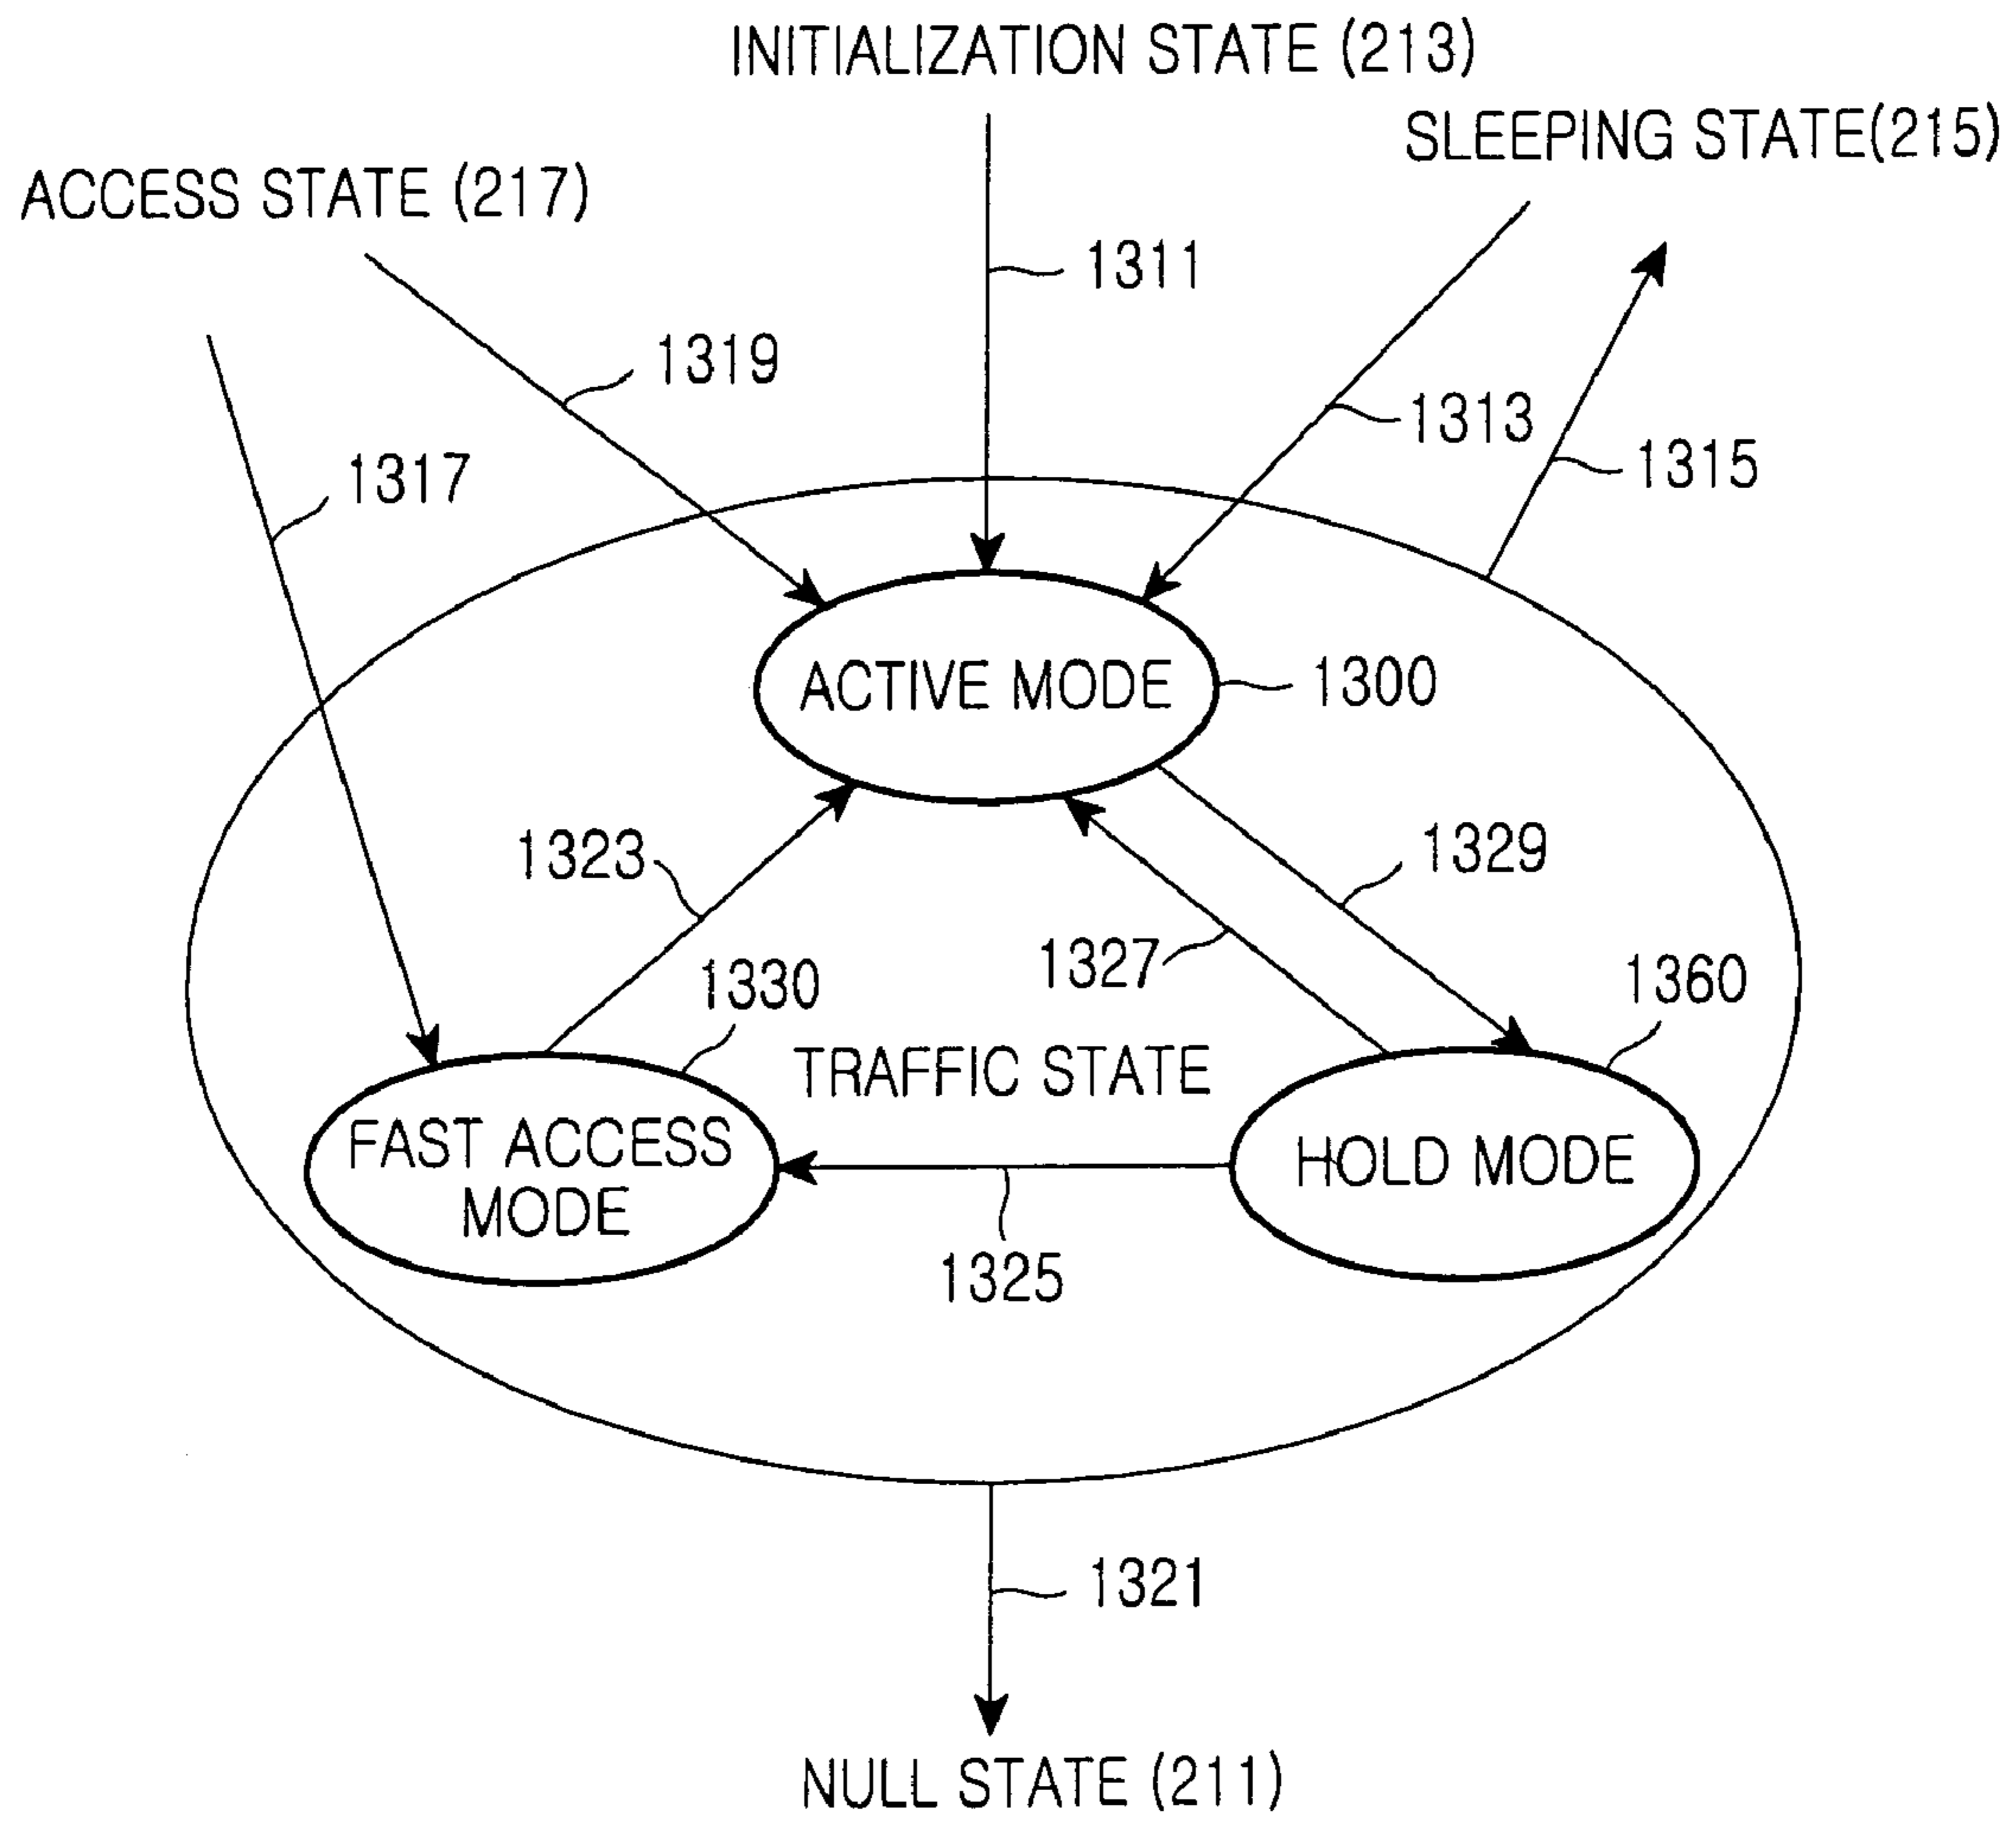 INITIALIZATION STATE (213)
SLEEPING STATE(215)
ACCESS STATE (217)
1311
1319
1313
1315
1317
ACTIVE MODE
1300
1323
1329
1327
1330
1360
TRAFFIC STATE
FAST ACCESS
MODE
HOLD MODE
1325
1321
NULL STATE (211)